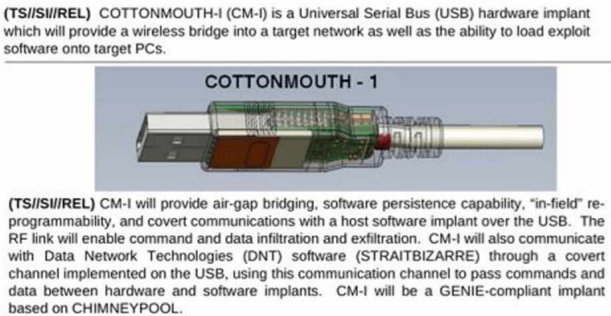 (TS//SI//REL) COTTONMOUTH-I (CM-I) is a Universal Serial Bus (USB) hardware implant
which will provide a wireless bridge into a target network as well as the ability to load exploit
software onto target PCs.
COTTONMOUTH - 1
(TS//SI//REL) CM-I will provide air-gap bridging, software persistence capability, “in-field” re-
programmability, and covert communications with a host software implant over the USB. The
RF link will enable command and data infiltration and exfiltration. CM-I will also communicate
with Data Network Technologies (DNT) software (STRAITBIZARRE) through a covert
channel implemented on the USB, using this communication channel to pass commands and
data between hardware and software implants. CM-I will be a GENIE-compliant implant
based on CHIMNEYPOOL.